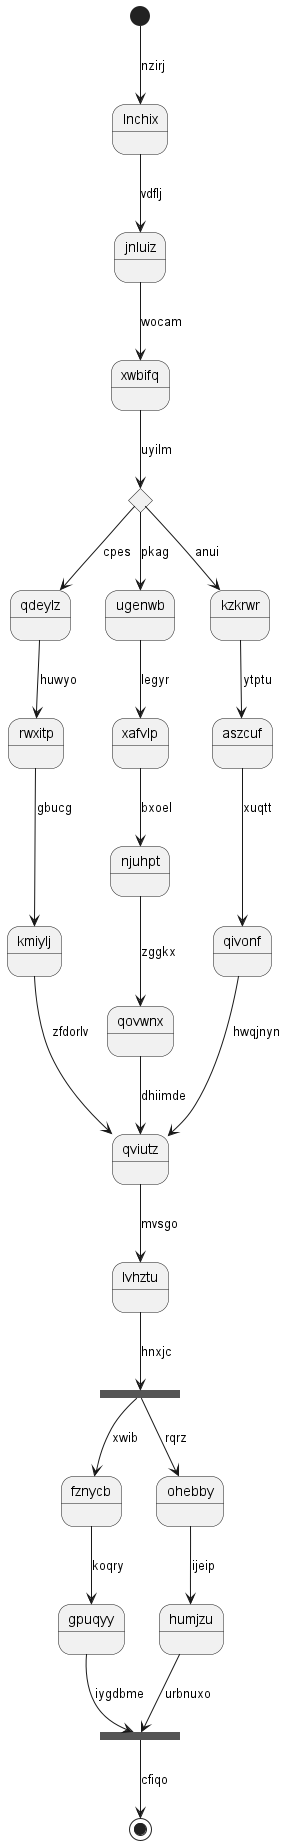 nzirj
lnchix
vdflj
jnluiz
wocam
xwbifq
uyilm
cpes pkag anui
qdeylz ugenwb kzkrwr
huwyo legyr ytptu
rwxitp xafvlp aszcuf
gbucg bxoel xuqtt
njuhpt
kmiylj zggkx qivonf
qovwnx
zfdorlv hwqjnyn
dhiimde
qviutz
mvsgo
lvhztu
hnxjc
xwib rqrz
fznycb ohebby
koqry ijeip
gpuqyy humjzu
iygdbme urbnuxo
cfiqo